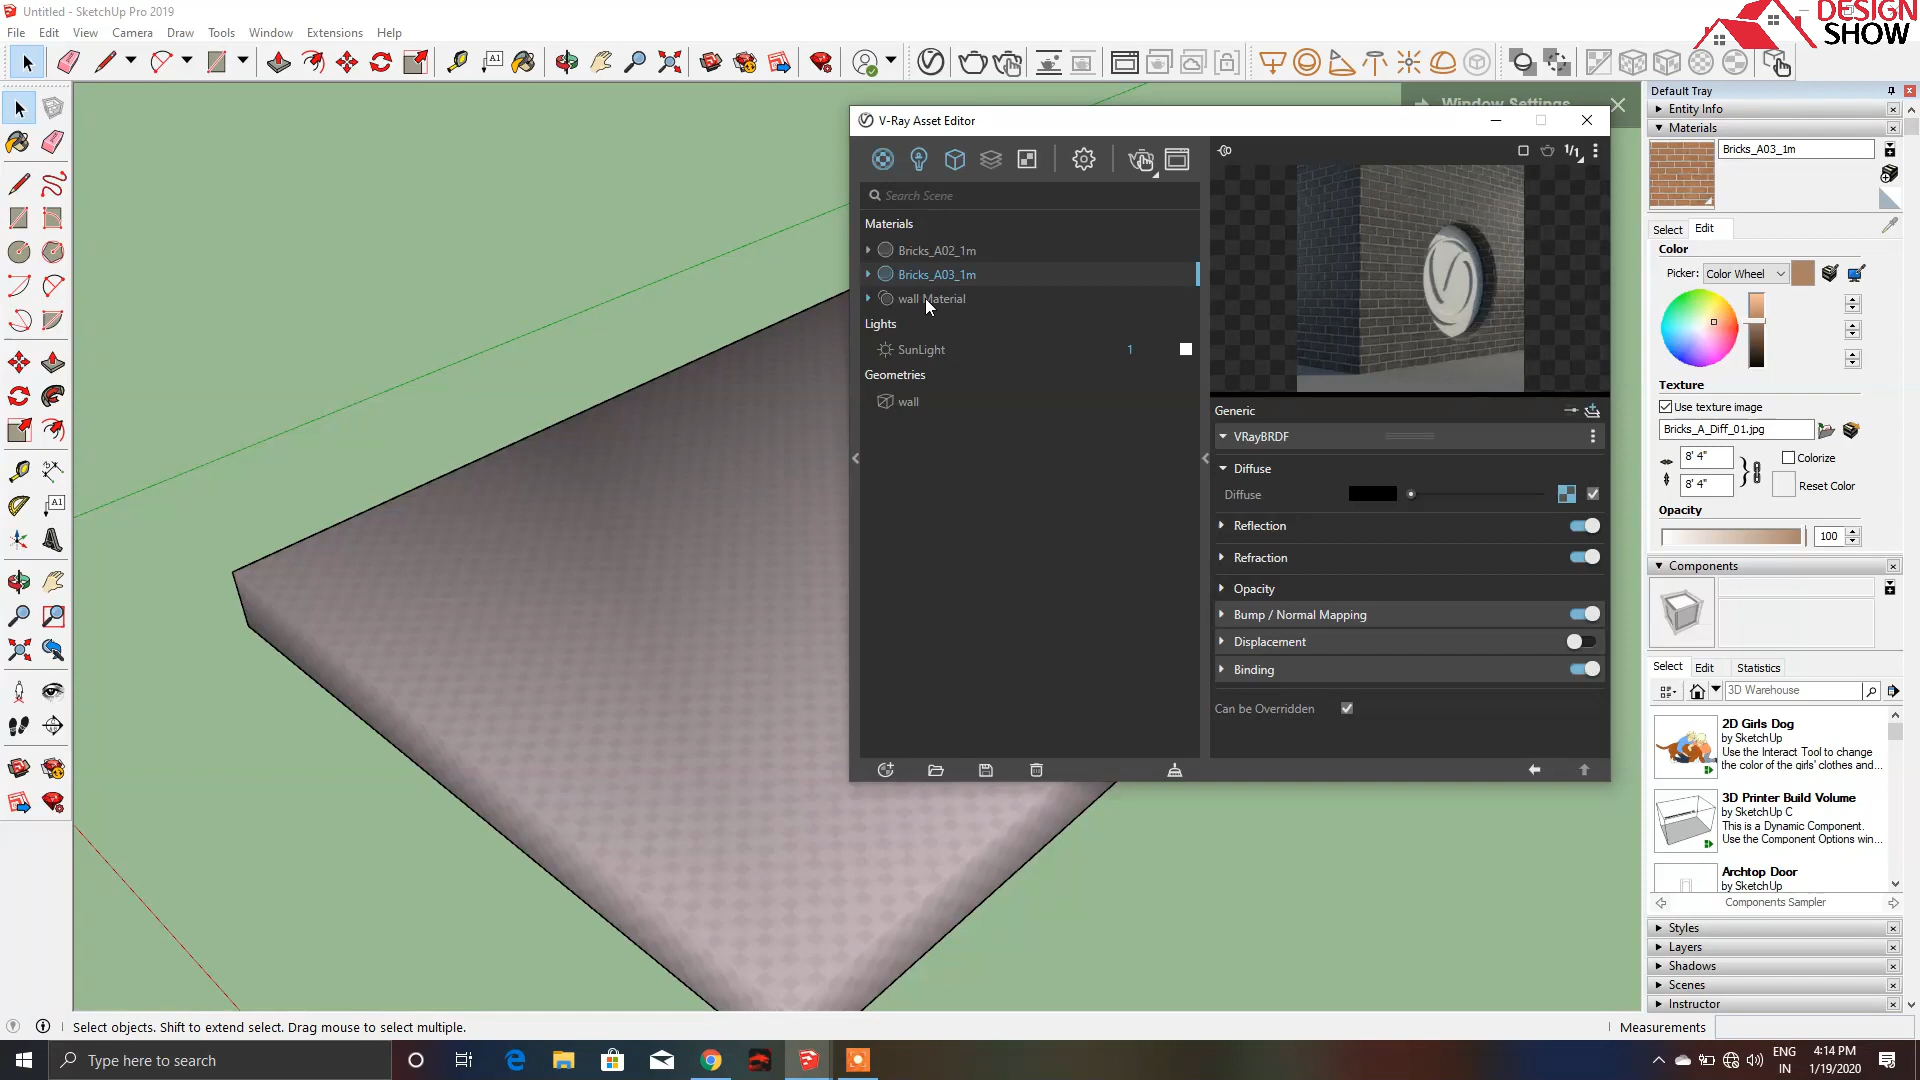 Untitled - SketchUp Pro 2019
File Edit View Camera Draw Tools Window Extensions Help
DESIGN
SHOW
V-Ray Asset Editor
Search Scene
Materials
Bricks_A02_1m
Bricks_A03_1m
wall Material
Lights
SunLight 1
Geometries
wall
1/1
Generic
VRayBRDF
Diffuse
Diffuse
Reflection
Refraction
Opacity
Bump / Normal Mapping
Displacement
Binding
Can be Overridden
Default Tray
Entity Info
Materials
Bricks_A03_1m
Select Edit
Color
Picker: Color Wheel
Texture
Use texture image
Bricks_A_Diff_01.jpg
8' 4"
Colorize
8' 4"
Reset Color
Opacity
100
Components
Select Edit Statistics
3D Warehouse
2D Girls Dog
by SketchUp
Use the Interact Tool to change
the color of the girls' clothes and...
3D Printer Build Volume
by SketchUp C
This is a Dynamic Component.
Use the Component Options win...
Archtop Door
by SketchUp
Components Sampler
Styles
Layers
Shadows
Scenes
Instructor
Select objects. Shift to extend select. Drag mouse to select multiple.
Measurements
Type here to search
ENG
IN
4:14 PM
1/19/2020